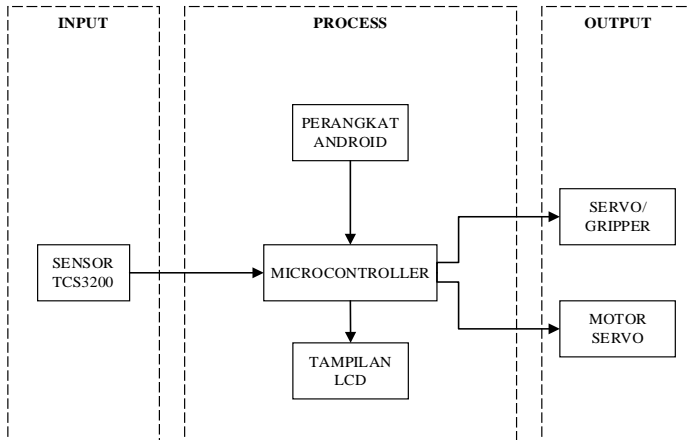 INPUT
PROCESS
OUTPUT
PERANGKAT
ANDROID
SERVO/
GRIPPER
SENSOR
TCS3200
MICROCONTROLLER
MOTOR
SERVO
TAMPILAN
LCD